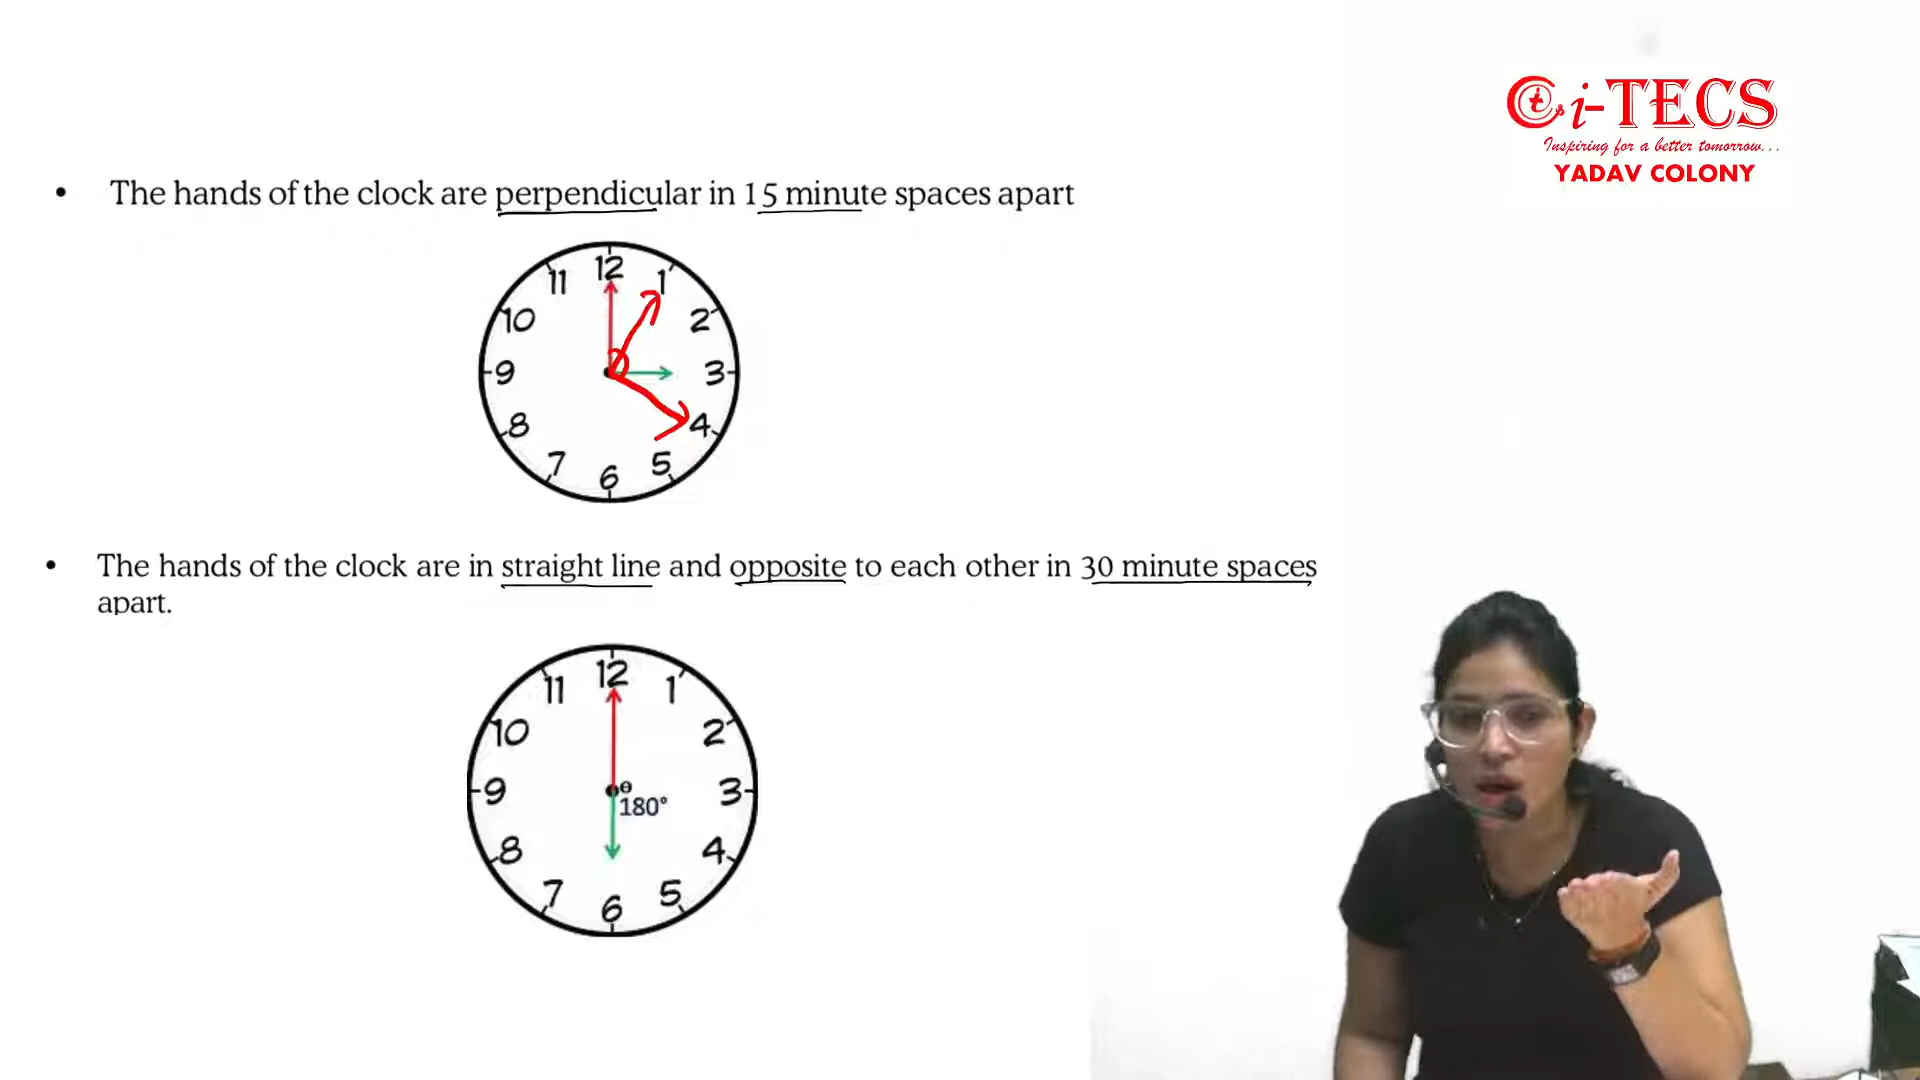 i-TECS
Inspiring for a better tomorrow...
YADAV COLONY
• The hands of the clock are perpendicular in 15 minute spaces apart
12
11 1
10 2
9 3
8 4
7 5
6
• The hands of the clock are in straight line and opposite to each other in 30 minute spaces
apart.
12
11 1
10 2
9 3
θ
180°
8 4
7 5
6